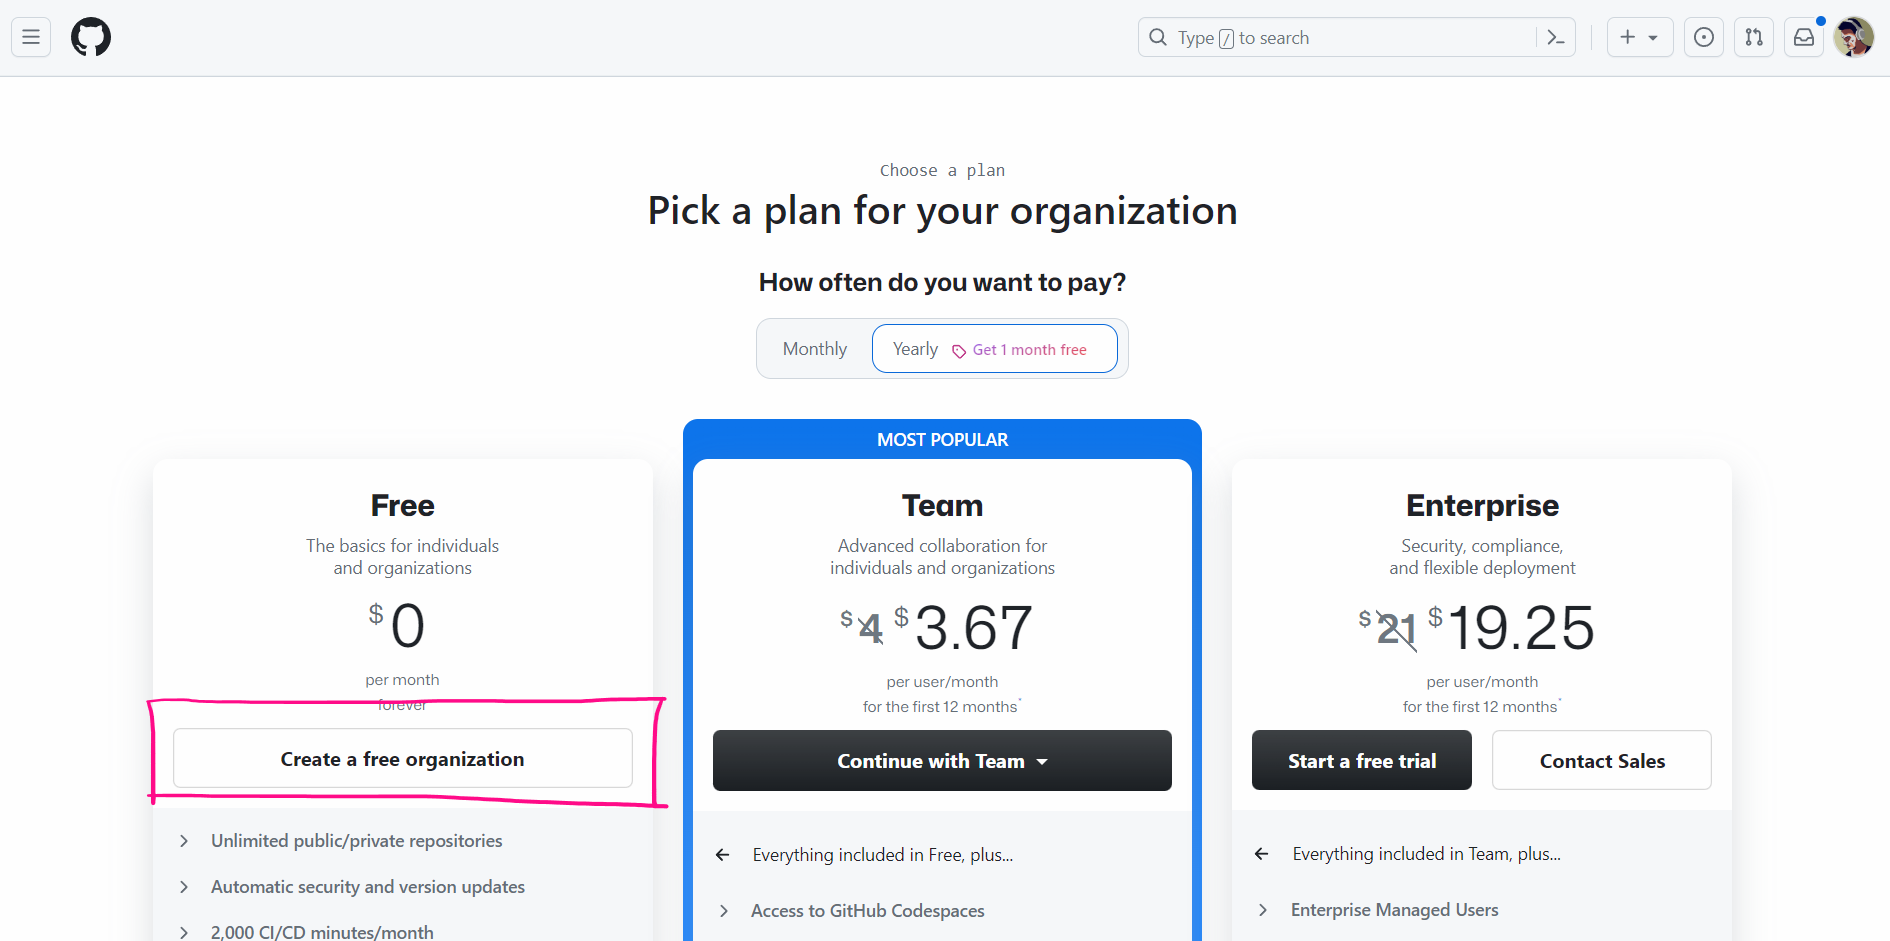 Type / to search
Choose a plan
Pick a plan for your organization
How often do you want to pay?
Monthly
Yearly Get 1 month free
MOST POPULAR
Free
The basics for individuals
and organizations
$0
per month
forever
Create a free organization
Unlimited public/private repositories
Automatic security and version updates
2,000 CI/CD minutes/month
Team
Advanced collaboration for
individuals and organizations
$4 $3.67
per user/month
for the first 12 months*
Continue with Team
Everything included in Free, plus...
Access to GitHub Codespaces
Enterprise
Security, compliance,
and flexible deployment
$21 $19.25
per user/month
for the first 12 months*
Start a free trial
Contact Sales
Everything included in Team, plus...
Enterprise Managed Users